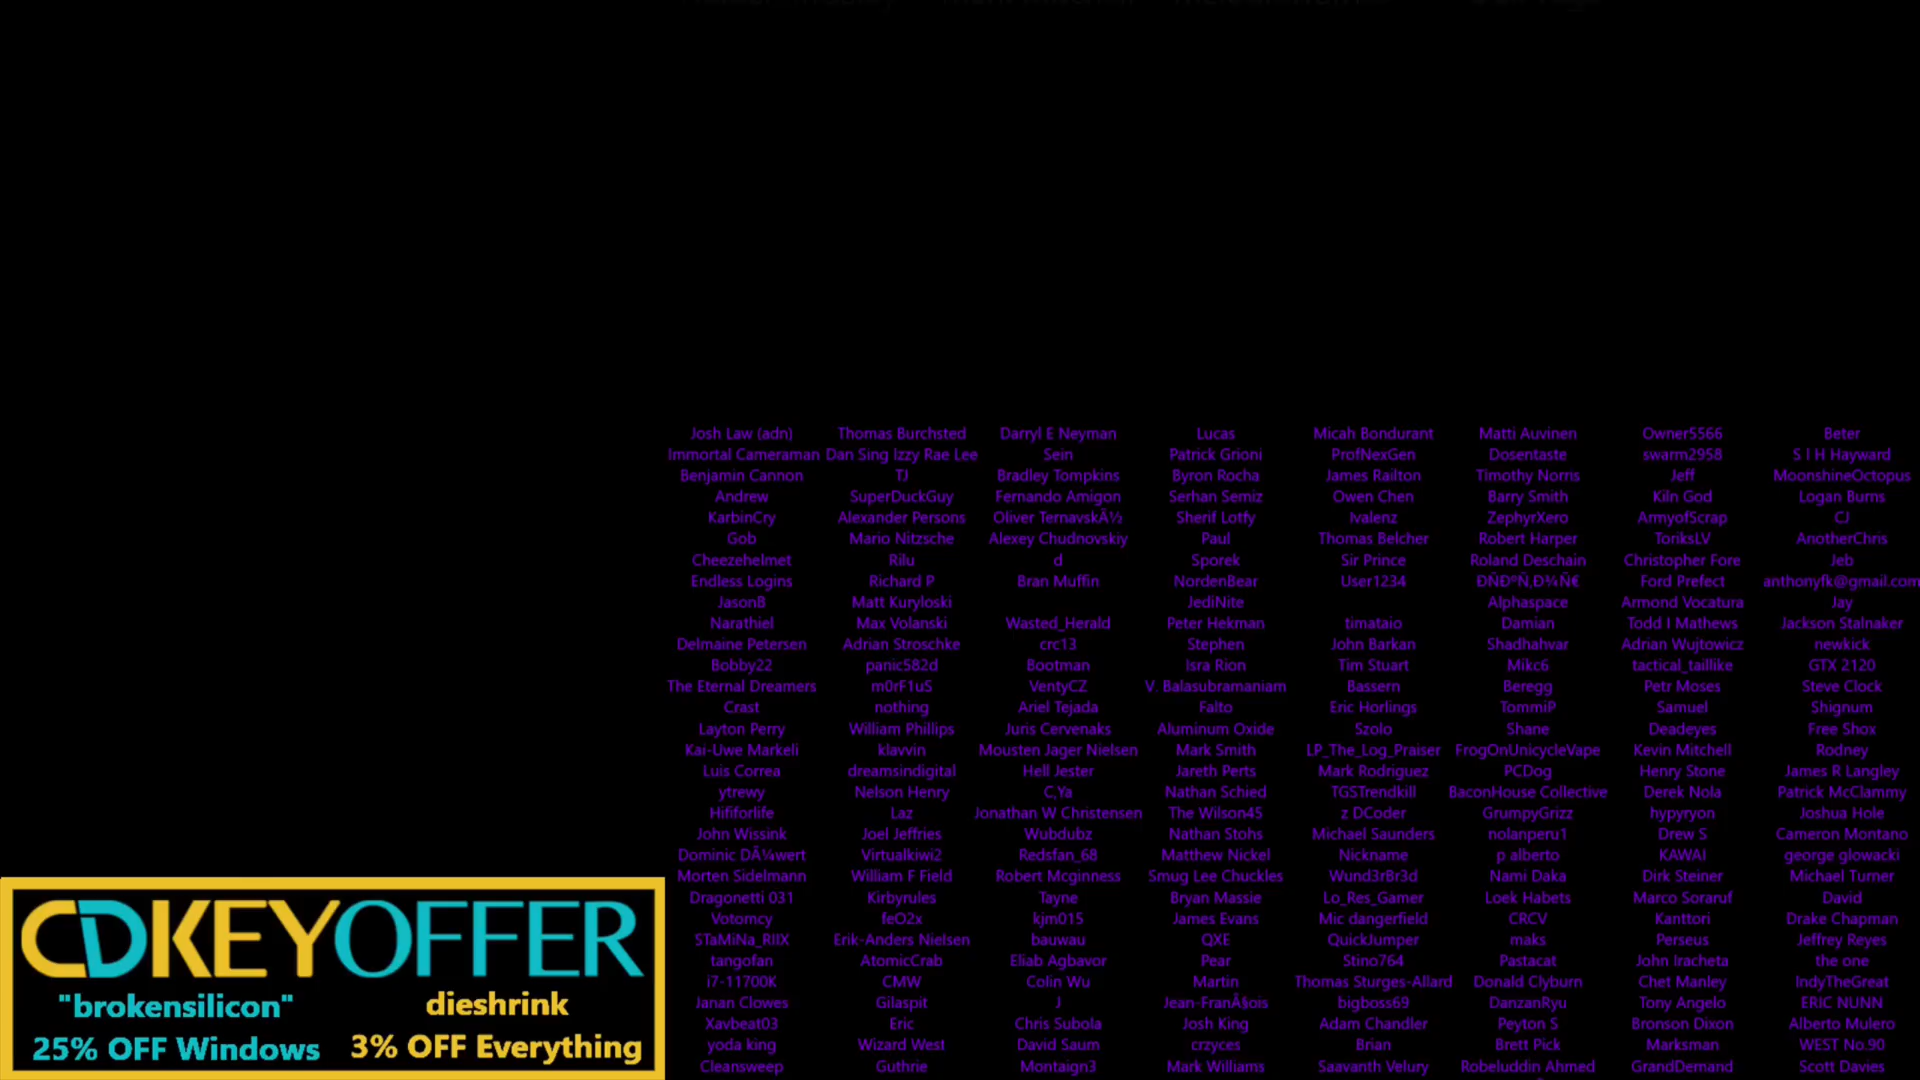 Josh Law (adn) Thomas Burchsted Darryl E Neyman Lucas Micah Bondurant Matti Auvinen Owner5566 Beter
Immortal Cameraman Dan Sing Izzy Rae Lee Sein Patrick Grioni ProfNexGen Dosentaste swarm2958 S I H Hayward
Benjamin Cannon TJ Bradley Tompkins Byron Rocha James Railton Timothy Norris Jeff MoonshineOctopus
Andrew SuperDuckGuy Fernando Amigon Serhan Semiz Owen Chen Barry Smith Kiln God Logan Burns
KarbinCry Alexander Persons Oliver TernavskÃ½ Sherif Lotfy Ivalenz ZephyrXero ArmyofScrap CJ
Gob Mario Nitzsche Alexey Chudnovskiy Paul Thomas Belcher Robert Harper ToriksLV AnotherChris
Cheezehelmet Rilu d Sporek Sir Prince Roland Deschain Christopher Fore Jeb
Endless Logins Richard P Bran Muffin NordenBear User1234 Ford Prefect anthonyfk@gmail.com
JasonB Matt Kuryloski JediNite Alphaspace Armond Vocatura Jay
Narathiel Max Volanski Wasted_Herald Peter Hekman timataio Damian Todd I Mathews Jackson Stalnaker
Delmaine Petersen Adrian Stroschke crc13 Stephen John Barkan Shadhahvar Adrian Wujtowicz newkick
Bobby22 panic582d Bootman Isra Rion Tim Stuart Mikc6 tactical_taillike GTX 2120
The Eternal Dreamers m0rF1uS VentyCZ V. Balasubramaniam Bassern Beregg Petr Moses Steve Clock
Crast nothing Ariel Tejada Falto Eric Horlings TommiP Samuel Shignum
Layton Perry William Phillips Juris Cervenaks Aluminum Oxide Szolo Shane Deadeyes Free Shox
Kai-Uwe Markeli klavvin Mousten Jager Nielsen Mark Smith LP_The_Log_Praiser FrogOnUnicycleVape Kevin Mitchell Rodney
Luis Correa dreamsindigital Hell Jester Jareth Perts Mark Rodriguez PCDog Henry Stone James R Langley
ytrewy Nelson Henry C,Ya Nathan Schied TGSTrendkill BaconHouse Collective Derek Nola Patrick McClammy
Hififorlife Laz Jonathan W Christensen The Wilson45 z DCoder GrumpyGrizz hypyryon Joshua Hole
John Wissink Joel Jeffries Wubdubz Nathan Stohs Michael Saunders nolanperu1 Drew S Cameron Montano
Dominic DÃ¼wert Virtualkiwi2 Redsfan_68 Matthew Nickel Nickname p alberto KAWAI george glowacki
Morten Sidelmann William F Field Robert Mcginness Smug Lee Chuckles Wund3rBr3d Nami Daka Dirk Steiner Michael Turner
Dragonetti 031 Kirbyrules Tayne Bryan Massie Lo_Res_Gamer Loek Habets Marco Soraruf David
Votomcy feO2x kjm015 James Evans Mic dangerfield CRCV Kanttori Drake Chapman
STaMiNa_RIIX Erik-Anders Nielsen bauwau QXE QuickJumper maks Perseus Jeffrey Reyes
tangofan AtomicCrab Eliab Agbavor Pear Stino764 Pastacat John Iracheta the one
i7-11700K CMW Colin Wu Martin Thomas Sturges-Allard Donald Clyburn Chet Manley IndyTheGreat
Janan Clowes Gilaspit J Jean-FranÃ§ois bigboss69 DanzanRyu Tony Angelo ERIC NUNN
Xavbeat03 Eric Chris Subola Josh King Adam Chandler Peyton S Bronson Dixon Alberto Mulero
yoda king Wizard West David Saum crzyces Brian Brett Pick Marksman WEST No.90
Cleansweep Guthrie Montaign3 Mark Williams Saavanth Velury Robeluddin Ahmed GrandDemand Scott Davies
CDKEYOFFER
"brokensilicon" dieshrink
25% OFF Windows 3% OFF Everything